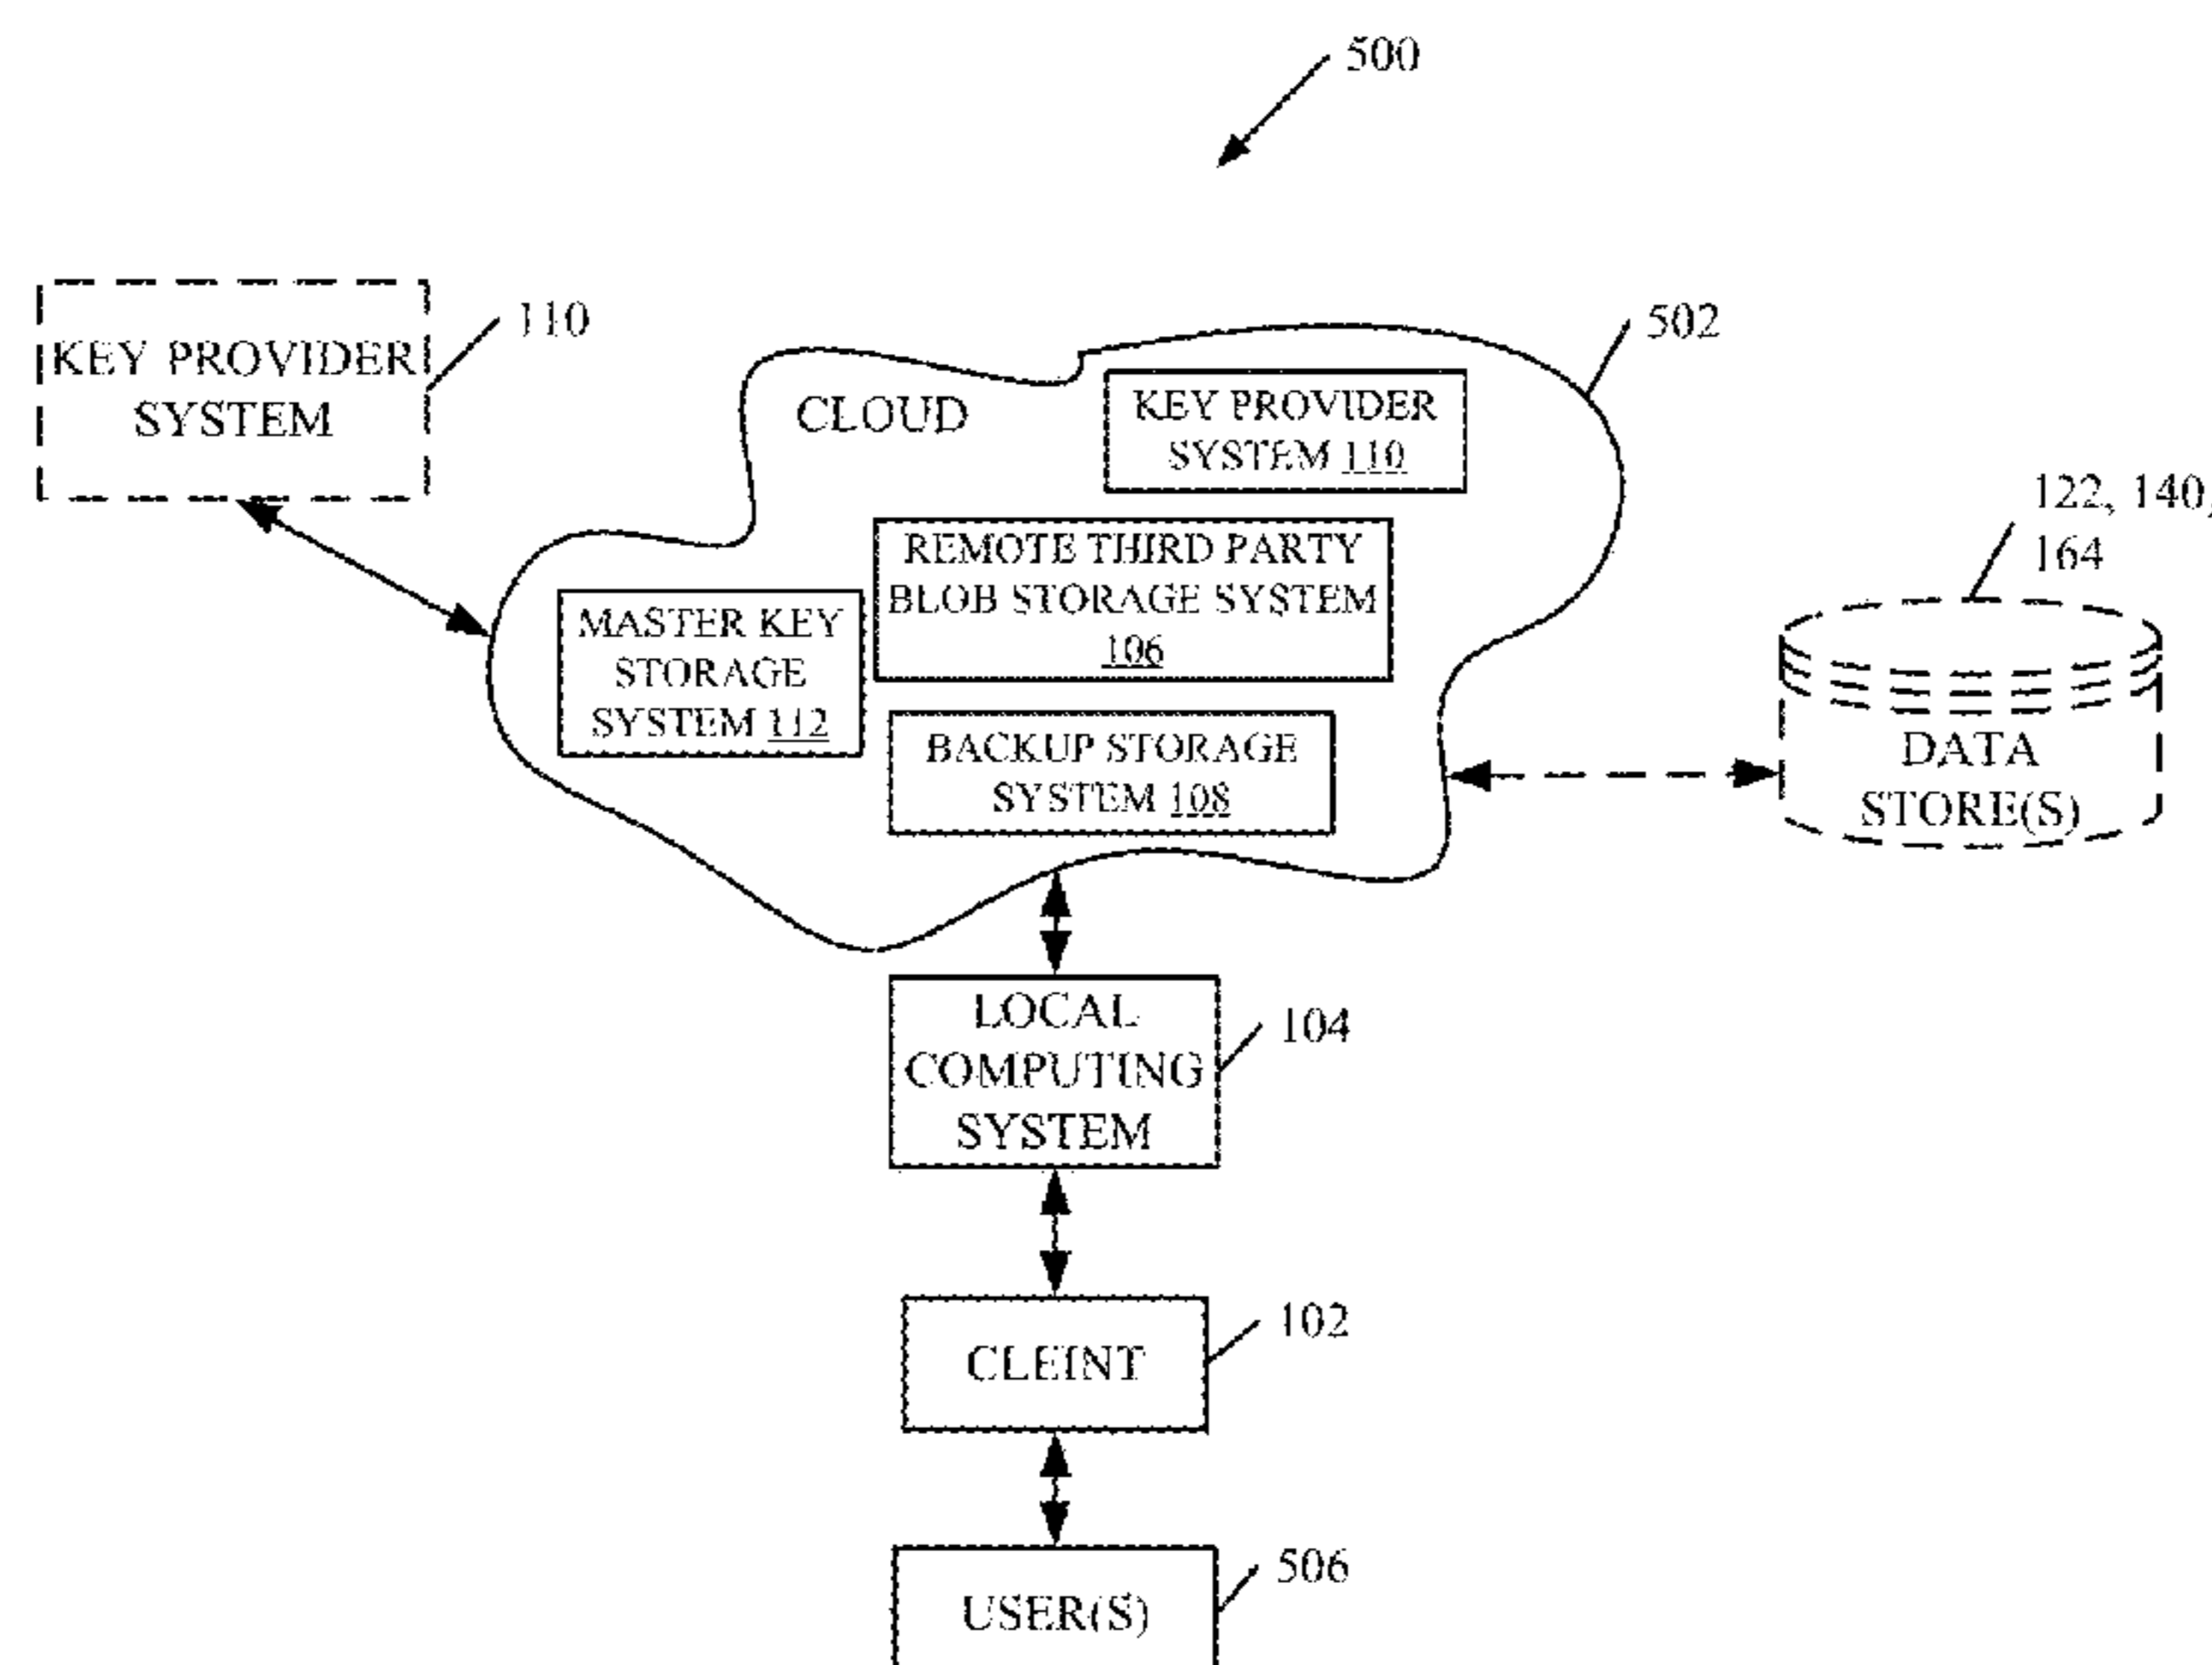 500
KEY PROVIDER
SYSTEM
110
502
CLOUD
KEY PROVIDER
SYSTEM 110
122, 140,
164
REMOTE THIRD PARTY
BLOB STORAGE SYSTEM
106
MASTER KEY
STORAGE
SYSTEM 112
BACKUP STORAGE
SYSTEM 108
DATA
STORE(S)
LOCAL
COMPUTING
SYSTEM
104
CLEINT
102
USER(S)
506